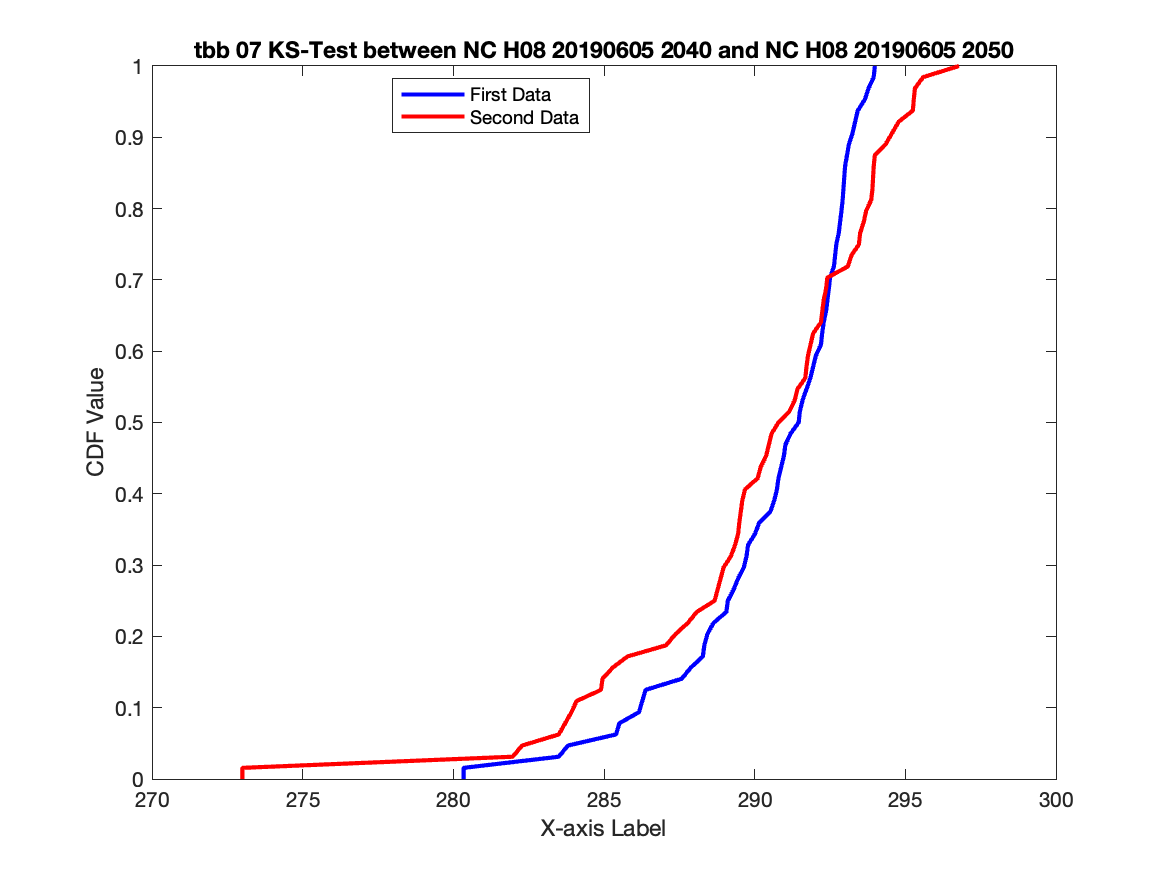 tbb 07 KS-Test between NC H08 20190605 2040 and NC H08 20190605 2050
First Data
Second Data
1
0.9
0.8
0.7
0.6
0.5
0.4
0.3
0.2
0.1
0
CDF Value
270 275 280 285 290 295 300
X-axis Label